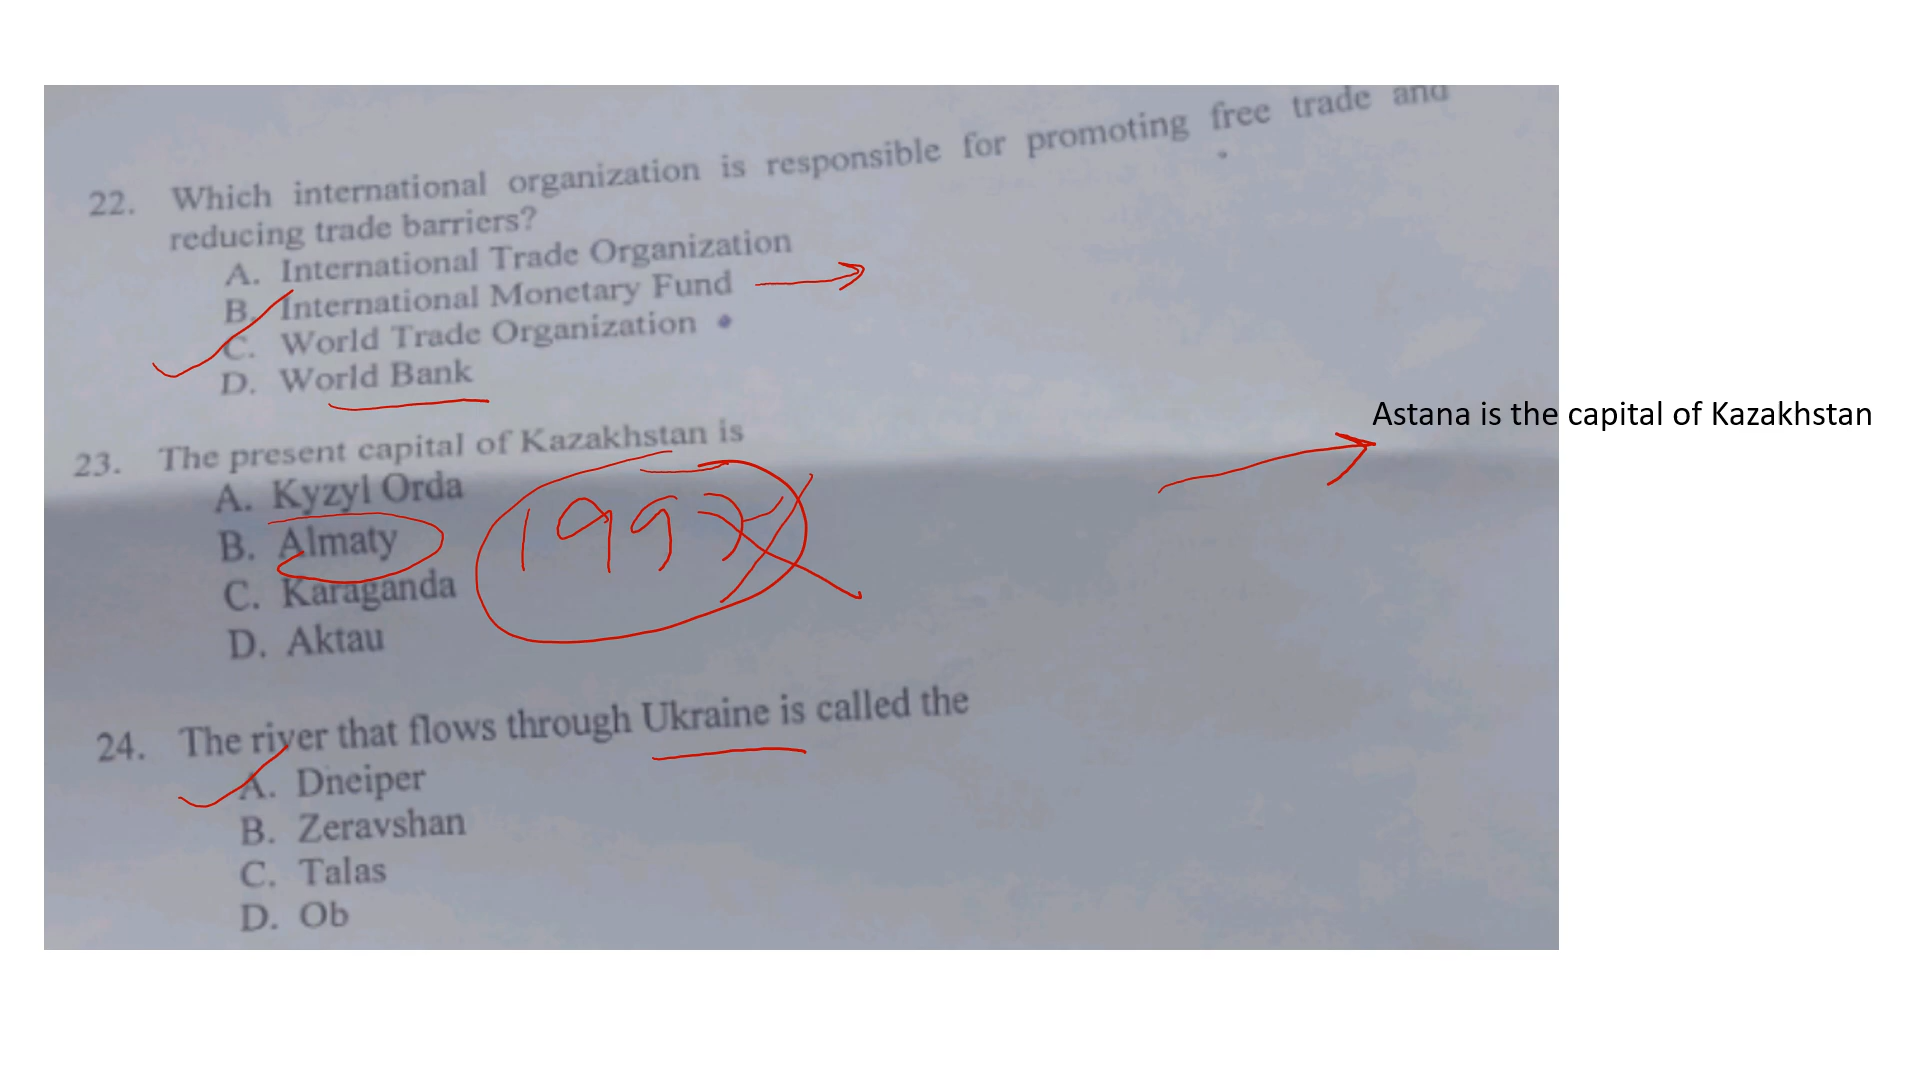 22. Which international organization is responsible for promoting free trade and
reducing trade barriers?
A. International Trade Organization
B. International Monetary Fund
C. World Trade Organization
D. World Bank
23. The present capital of Kazakhstan is
A. Kyzyl Orda
B. Almaty
C. Karaganda
D. Aktau
Astana is the capital of Kazakhstan
24. The river that flows through Ukraine is called the
A. Dneiper
B. Zeravshan
C. Talas
D. Ob